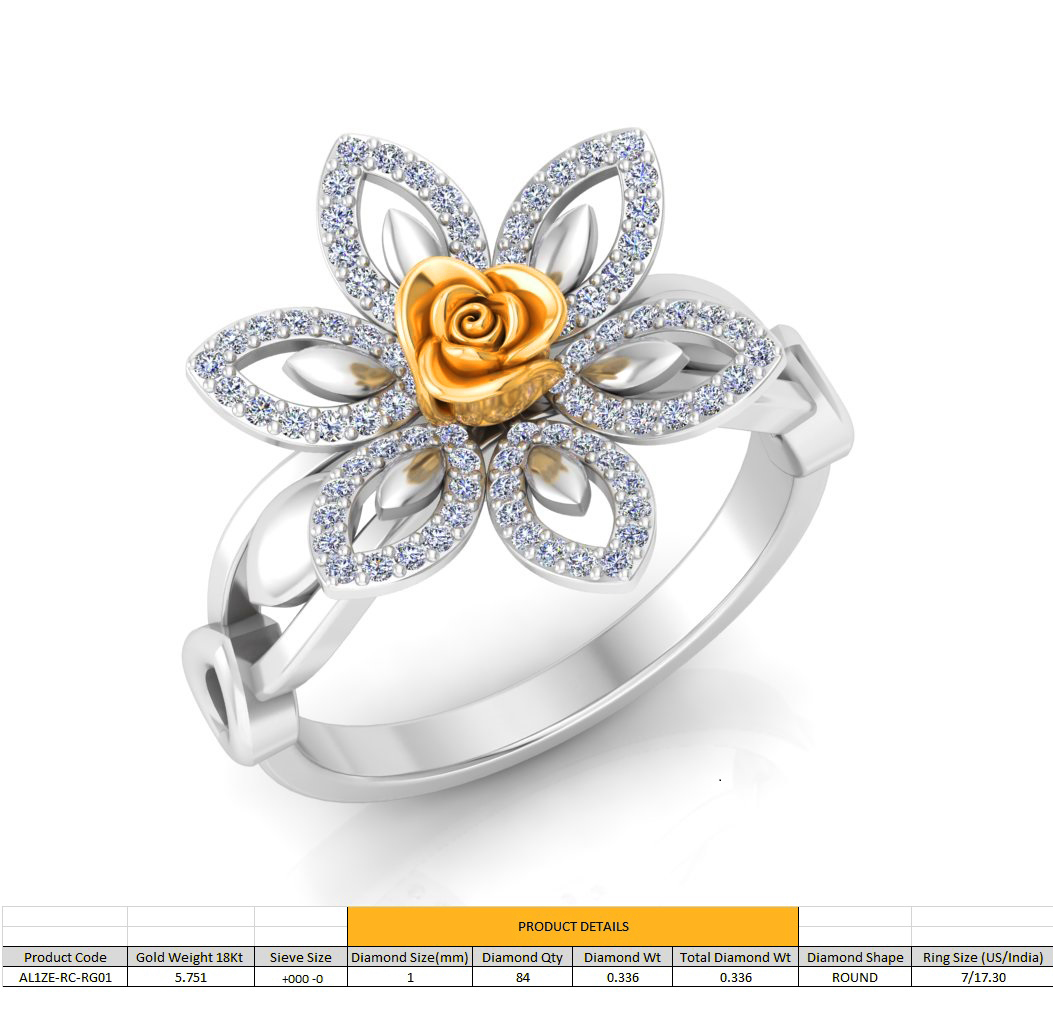 PRODUCT DETAILS
Product Code Gold Weight 18Kt Sieve Size Diamond Size(mm) Diamond Qty Diamond Wt Total Diamond Wt Diamond Shape Ring Size (US/India)
AL1ZE-RC-RG01 5.751 +000 -0 1 84 0.336 0.336 ROUND 7/17.30